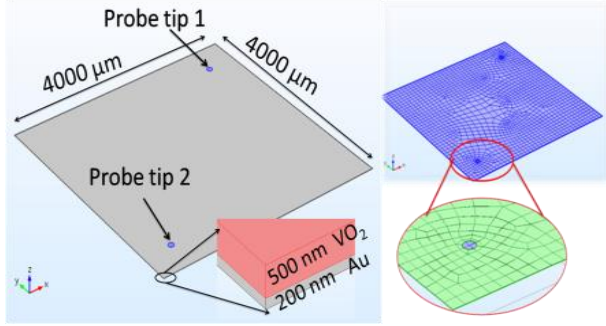 Probe tip 1
4000 µm
4000 µm
Probe tip 2
500 nm VO₂
200 nm Au
z
y
x
z
y
x